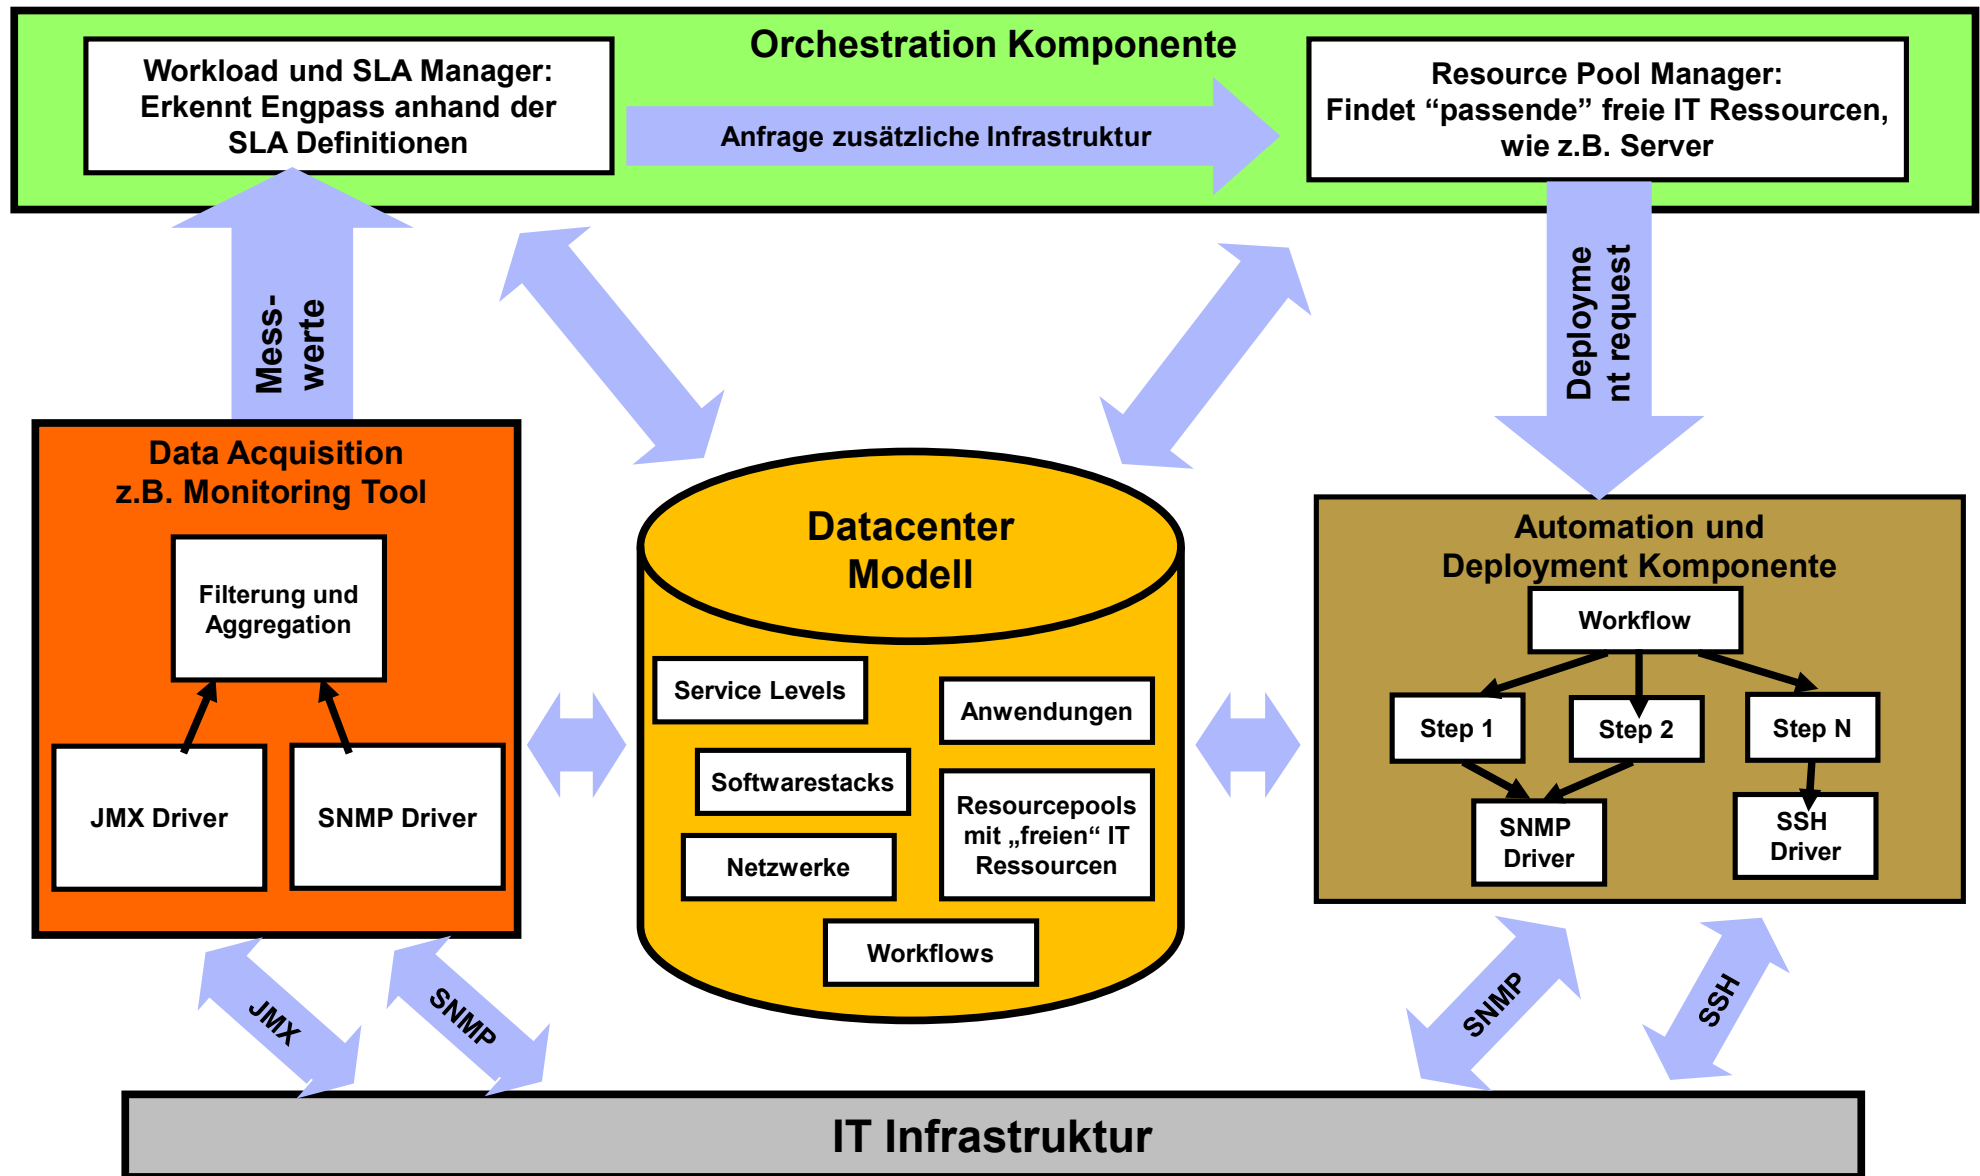 Orchestration Komponente
Workload und SLA Manager:
Erkennt Engpass anhand der
SLA Definitionen
Anfrage zusätzliche Infrastruktur
Resource Pool Manager:
Findet “passende” freie IT Ressourcen,
wie z.B. Server
Mess-
werte
Deployme
nt request
Data Acquisition
z.B. Monitoring Tool
Filterung und
Aggregation
JMX Driver
SNMP Driver
Datacenter
Modell
Service Levels
Anwendungen
Softwarestacks
Resourcepools
mit „freien“ IT
Ressourcen
Netzwerke
Workflows
Automation und
Deployment Komponente
Workflow
Step 1
Step 2
Step N
SNMP
Driver
SSH
Driver
JMX
SNMP
SNMP
SSH
IT Infrastruktur